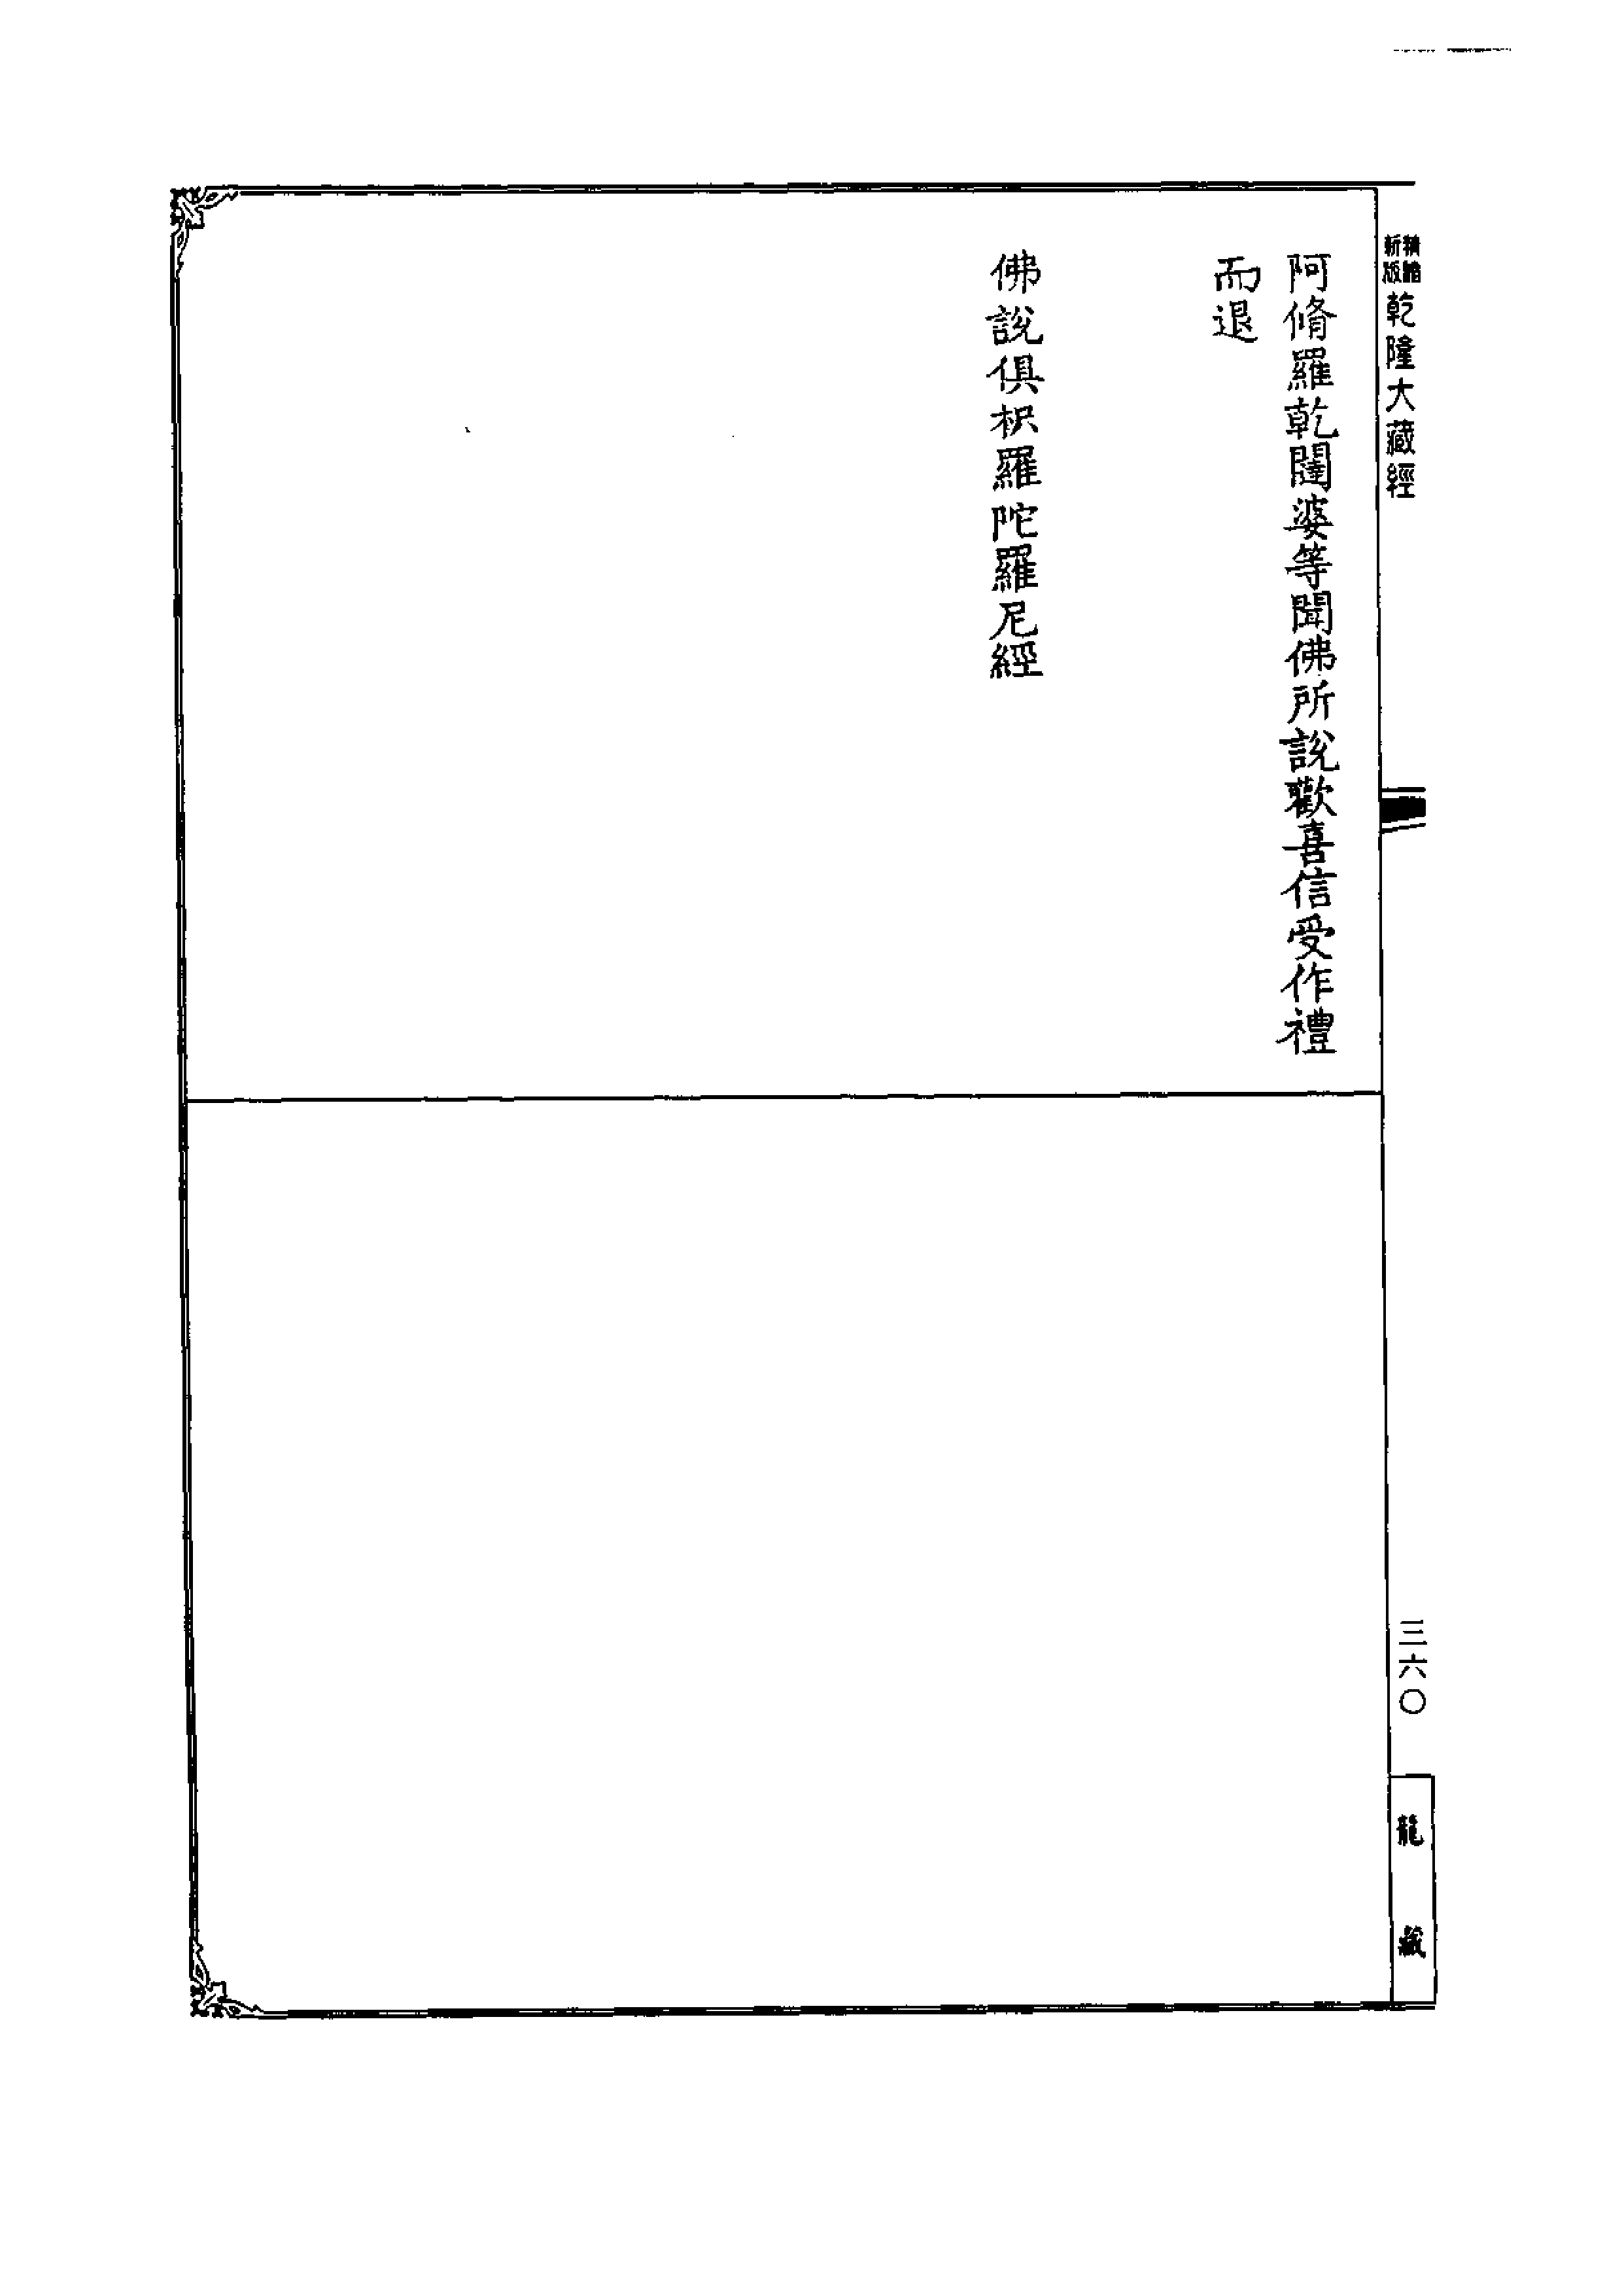 精縮新版乾隆大藏經
阿脩羅乾闥婆等聞佛所說歡喜信受作禮
而退
佛說俱枳羅陀羅尼經
三六〇
龍藏